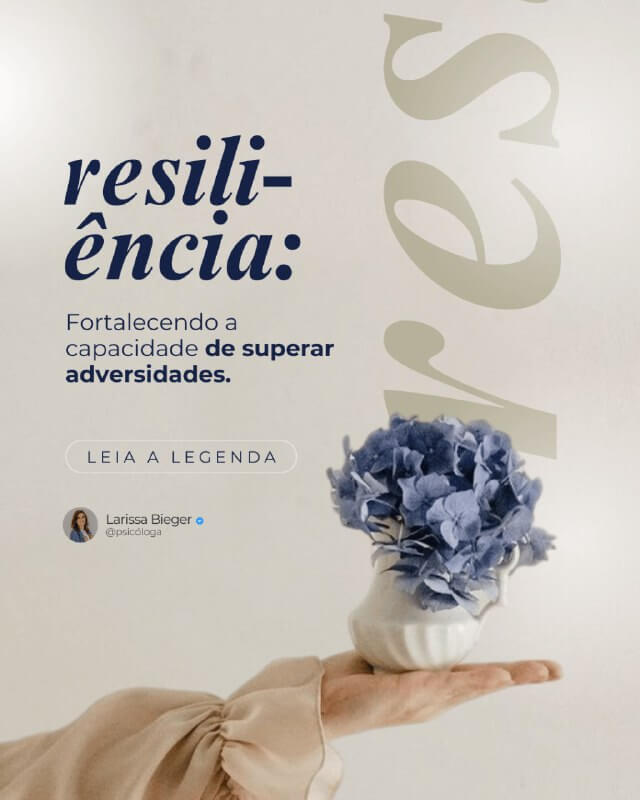 resili-
ência:
Fortalecendo a
capacidade de superar
adversidades.
LEIA A LEGENDA
Larissa Bieger
@psicóloga
res